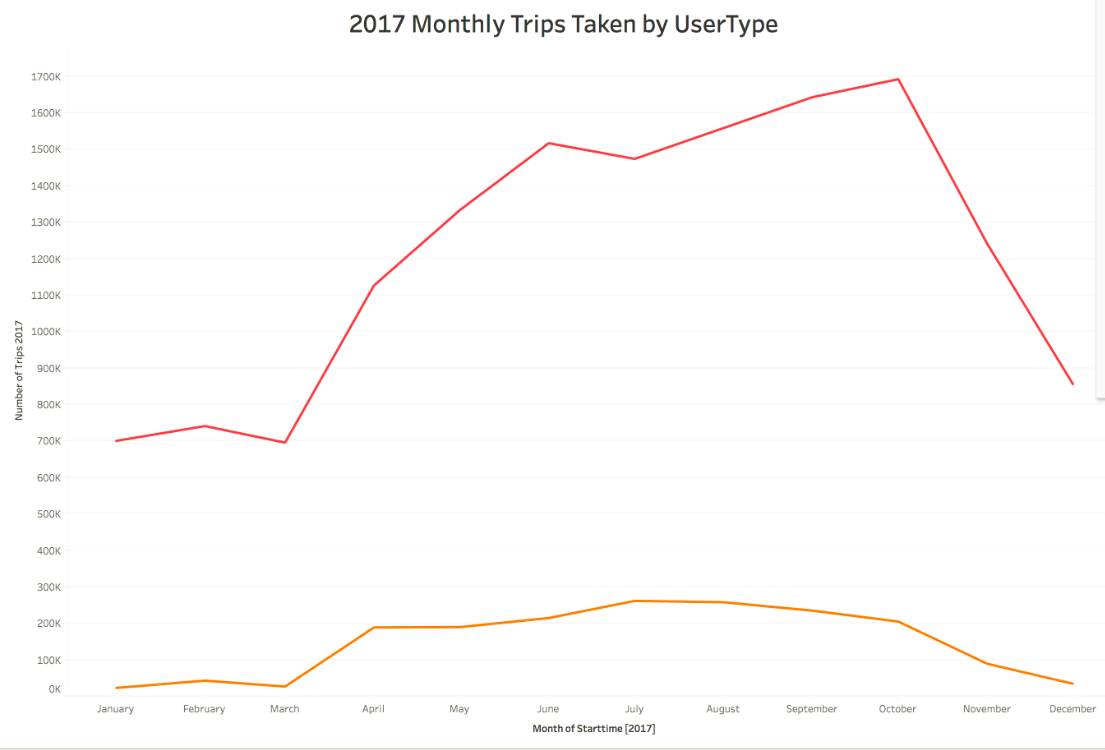 2017 Monthly Trips Taken by UserType
1700K
1600K
1500K
1400K
1300K
1200K
1100K
1000K
900K
800K
700K
600K
500K
400K
300K
200K
100K
0K
Number of Trips 2017
January February March April May June July August September October November December
Month of Starttime [2017]